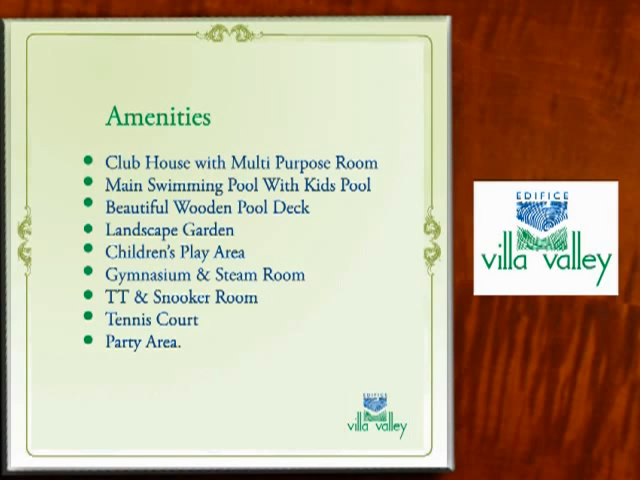 Amenities
Club House with Multi Purpose Room
Main Swimming Pool With Kids Pool
Beautiful Wooden Pool Deck
Landscape Garden
Children's Play Area
Gymnasium & Steam Room
TT & Snooker Room
Tennis Court
Party Area.
EDIFICE
villa valley
EDIFICE
villa valley